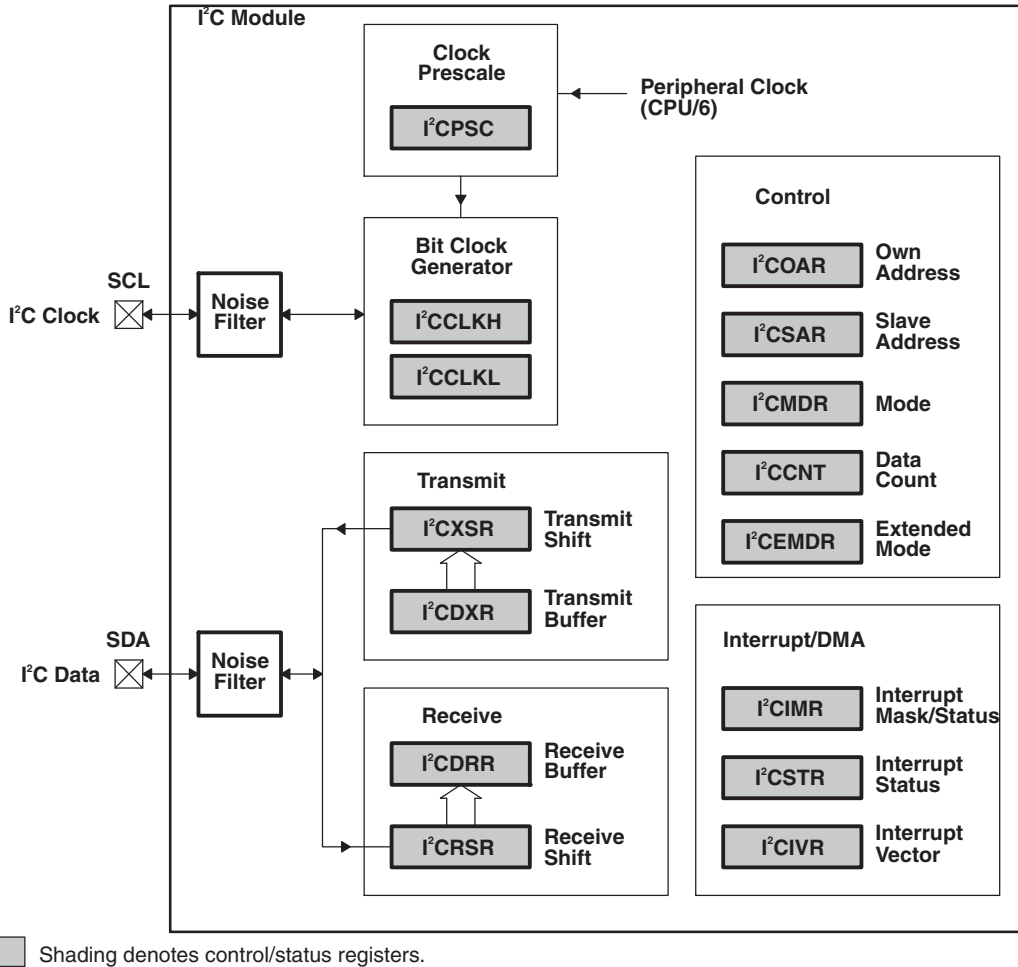 I²C Module
Clock
Prescale
I²CPSC
Peripheral Clock
(CPU/6)
Bit Clock
Generator
I²CCLKH
I²CCLKL
SCL
I²C Clock
Noise
Filter
Control
I²COAR
Own
Address
I²CSAR
Slave
Address
I²CMDR
Mode
I²CCNT
Data
Count
I²CEMDR
Extended
Mode
Transmit
I²CXSR
Transmit
Shift
I²CDXR
Transmit
Buffer
SDA
I²C Data
Noise
Filter
Receive
I²CDRR
Receive
Buffer
I²CRSR
Receive
Shift
Interrupt/DMA
I²CIMR
Interrupt
Mask/Status
I²CSTR
Interrupt
Status
I²CIVR
Interrupt
Vector
Shading denotes control/status registers.